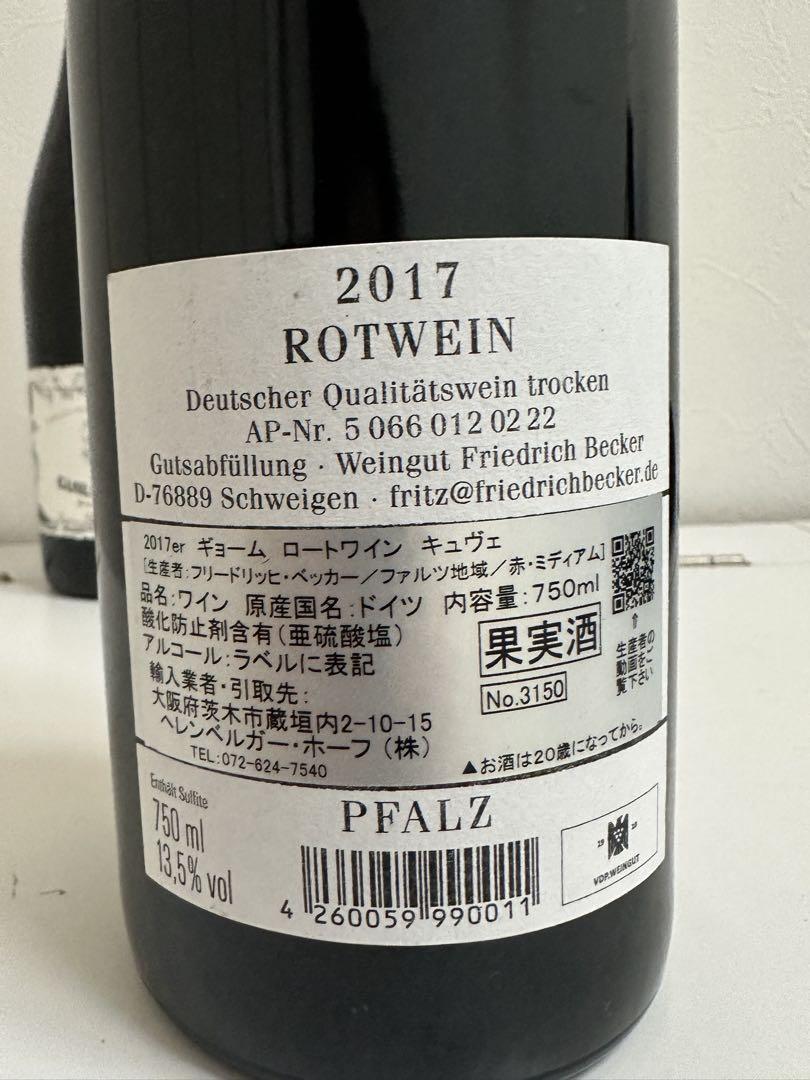 2017
ROTWEIN
Deutscher Qualitätswein trocken
AP-Nr. 5 066 012 02 22
Gutsabfüllung · Weingut Friedrich Becker
D-76889 Schweigen · fritz@friedrichbecker.de
2017er ギョーム ロートワイン キュヴェ
[生産者:フリードリッヒ・ベッカー/ファルツ地域/赤・ミディアム]
品名:ワイン 原産国名:ドイツ 内容量:750ml
酸化防止剤含有(亜硫酸塩)
アルコール:ラベルに表記
輸入業者・引取先:
大阪府茨木市蔵垣内2-10-15
ヘレンベルガー・ホーフ(株)
TEL:072-624-7540
果実酒
No.3150
⇑
生産者の
動画をご
覧下さい
▲お酒は20歳になってから。
Enthält Sulfite
750 ml
13,5% vol
PFALZ
4 260059 990011
VDP.WEINGUT